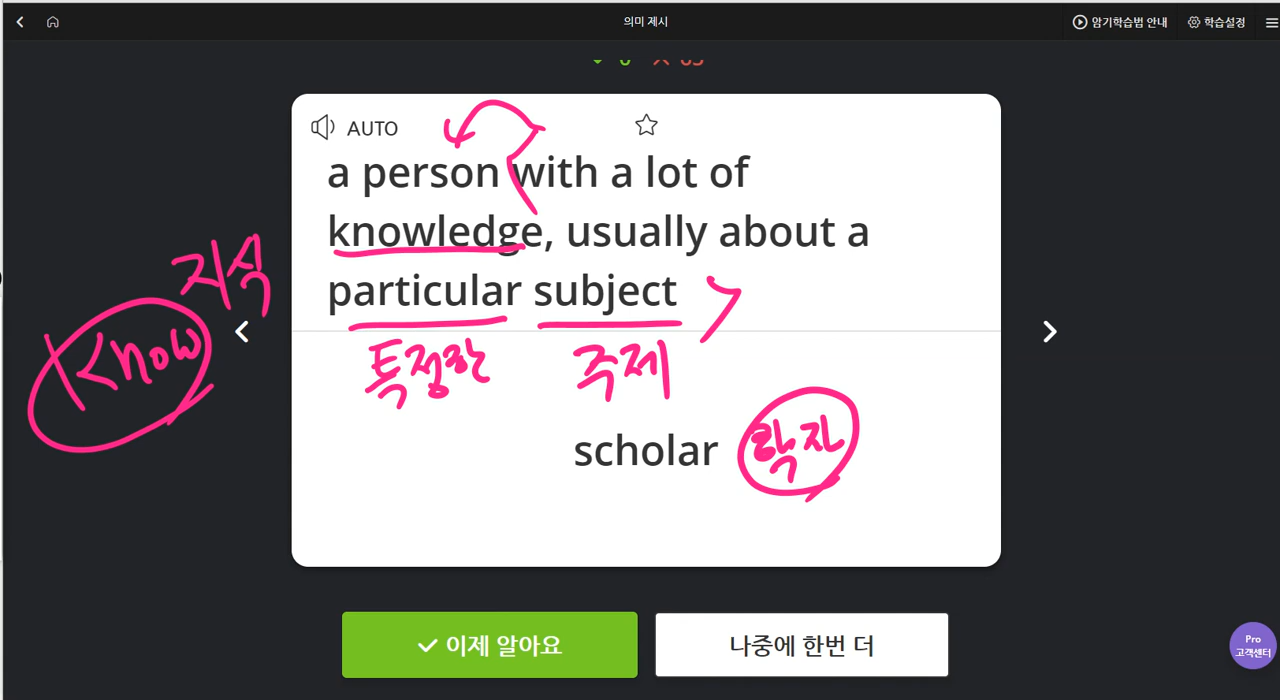 의미 제시
암기학습법 안내
학습설정
AUTO
a person with a lot of
knowledge, usually about a
particular subject
지식
Know
특정한
주제
scholar
학자
이제 알아요
나중에 한번 더
Pro
고객센터